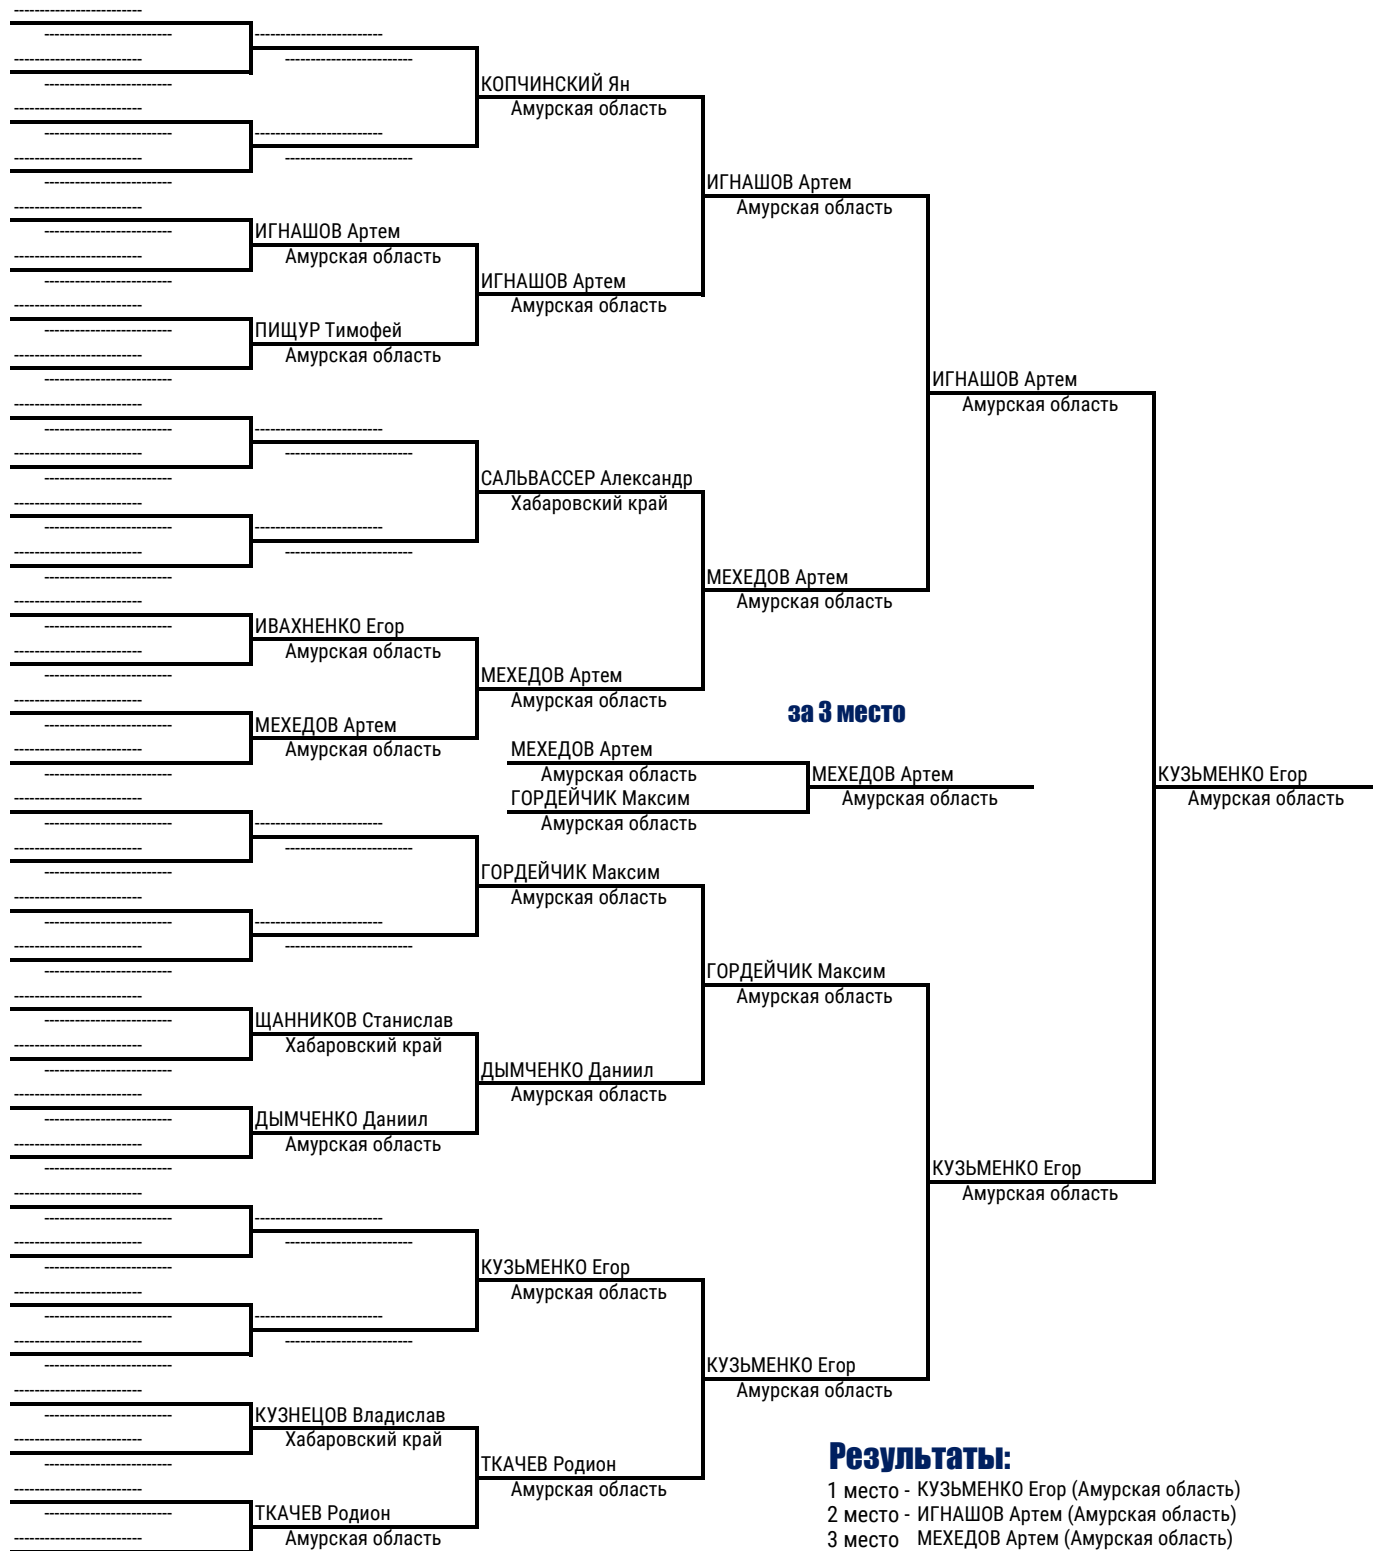 КОПЧИНСКИЙ Ян
Амурская область
ИГНАШОВ Артем
Амурская область
ИГНАШОВ Артем
Амурская область
ИГНАШОВ Артем
Амурская область
ПИЩУР Тимофей
Амурская область
ИГНАШОВ Артем
Амурская область
САЛЬВАССЕР Александр
Хабаровский край
МЕХЕДОВ Артем
Амурская область
ИВАХНЕНКО Егор
Амурская область
МЕХЕДОВ Артем
Амурская область
за 3 место
МЕХЕДОВ Артем
Амурская область
МЕХЕДОВ Артем
Амурская область
МЕХЕДОВ Артем
Амурская область
КУЗЬМЕНКО Егор
Амурская область
ГОРДЕЙЧИК Максим
Амурская область
ГОРДЕЙЧИК Максим
Амурская область
ГОРДЕЙЧИК Максим
Амурская область
ЩАННИКОВ Станислав
Хабаровский край
ДЫМЧЕНКО Даниил
Амурская область
ДЫМЧЕНКО Даниил
Амурская область
КУЗЬМЕНКО Егор
Амурская область
КУЗЬМЕНКО Егор
Амурская область
КУЗЬМЕНКО Егор
Амурская область
КУЗНЕЦОВ Владислав
Хабаровский край
ТКАЧЕВ Родион
Амурская область
ТКАЧЕВ Родион
Амурская область
Результаты:
1 место - КУЗЬМЕНКО Егор (Амурская область)
2 место - ИГНАШОВ Артем (Амурская область)
3 место МЕХЕДОВ Артем (Амурская область)